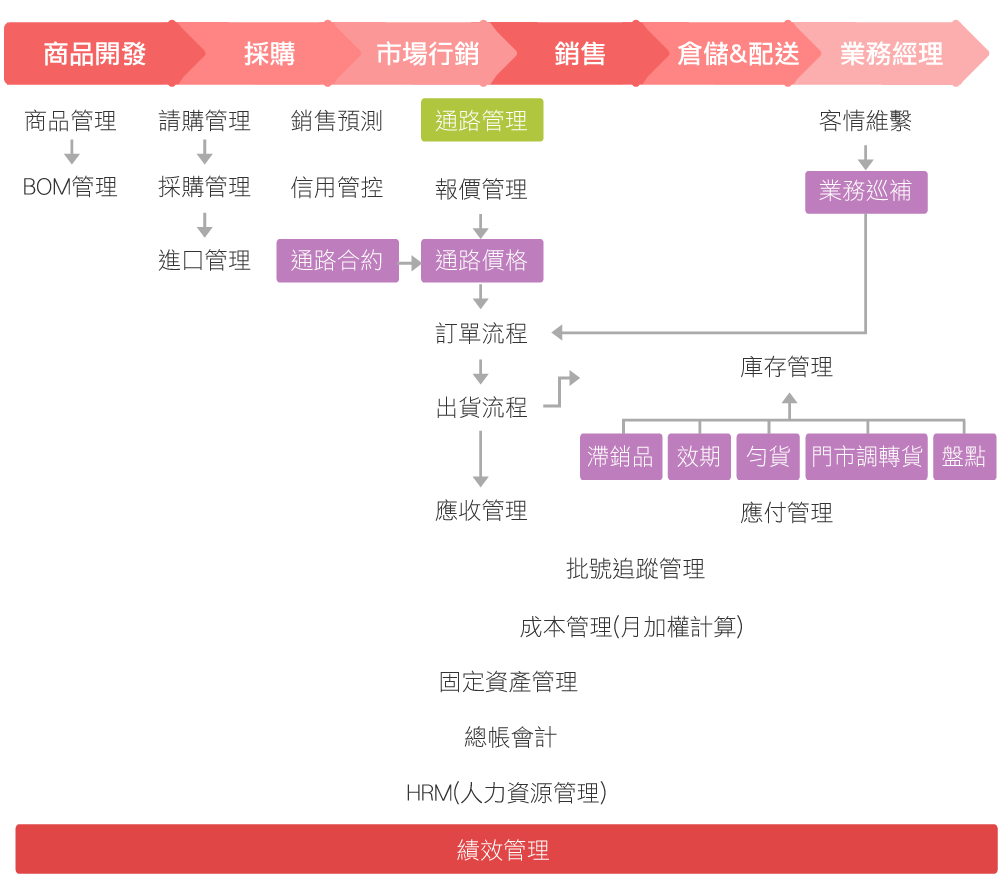 商品開發
採購
市場行銷
銷售
倉儲&配送
業務經理
商品管理
請購管理
銷售預測
通路管理
客情維繫
BOM管理
採購管理
信用管控
報價管理
業務巡補
進口管理
通路合約
通路價格
訂單流程
庫存管理
出貨流程
滯銷品
效期
勻貨
門市調轉貨
盤點
應收管理
應付管理
批號追蹤管理
成本管理(月加權計算)
固定資產管理
總帳會計
HRM(人力資源管理)
績效管理